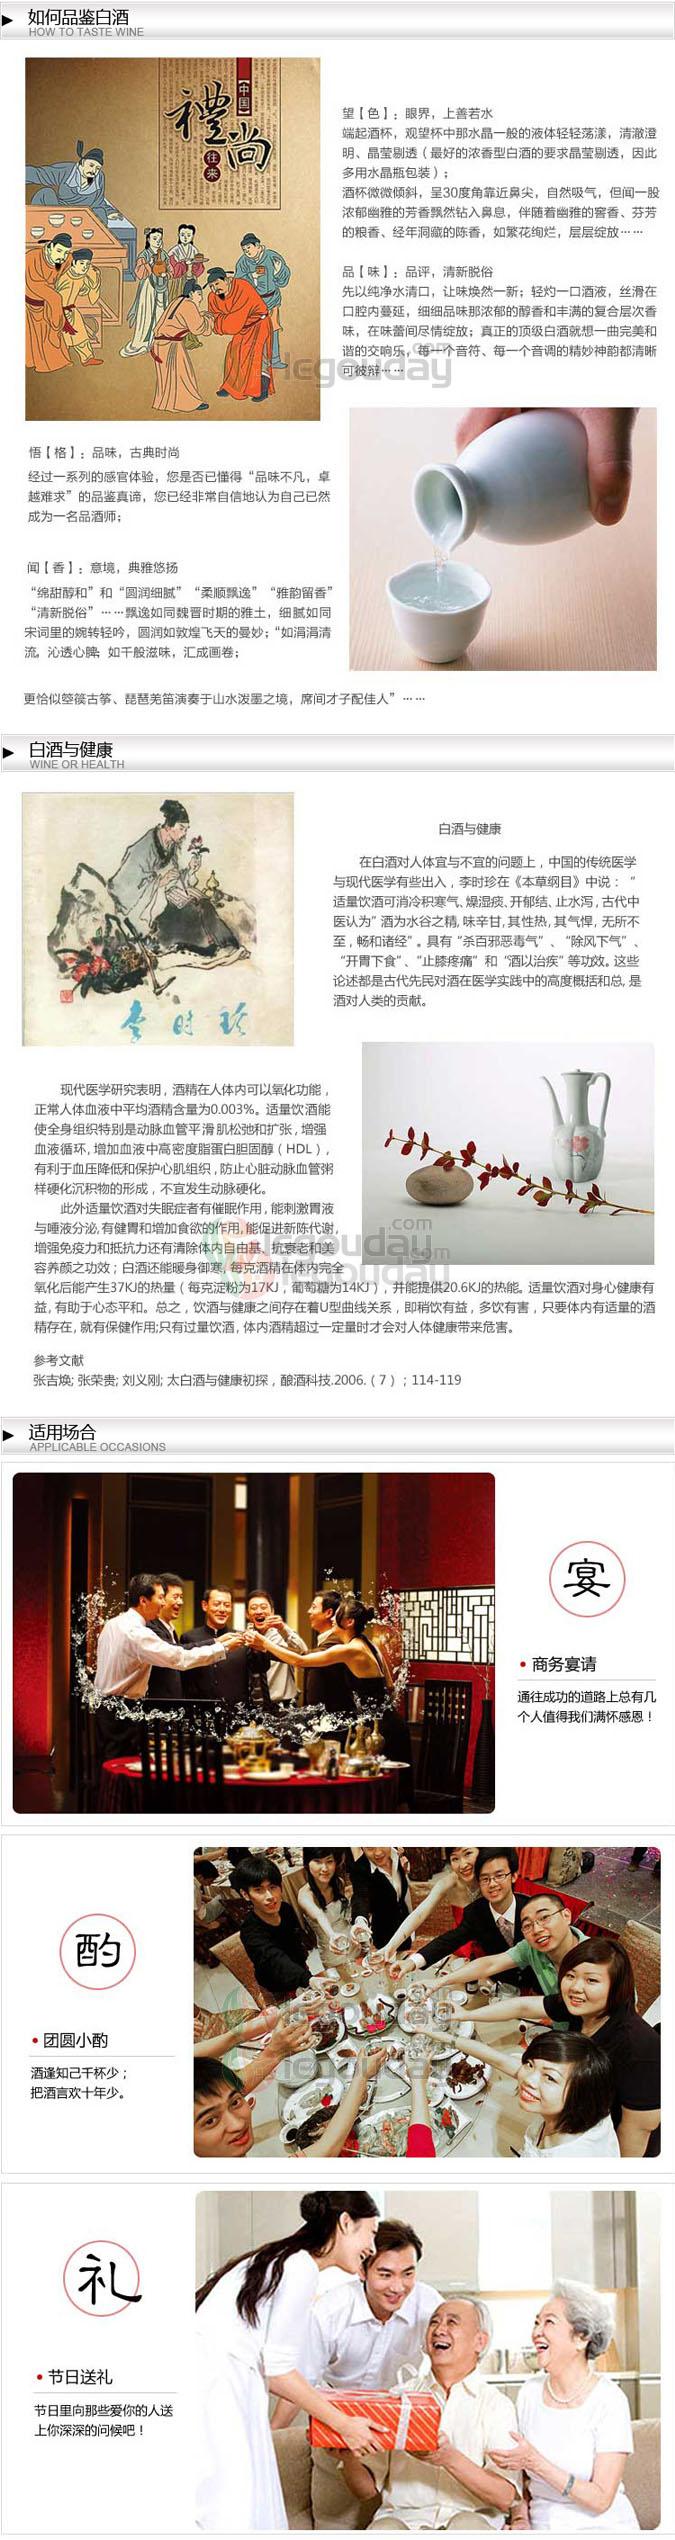 如何品鉴白酒
HOW TO TASTE WINE
【中国】
禮尚
往来
望【色】：眼界，上善若水
端起酒杯，观望杯中那水晶一般的液体轻轻荡漾，清澈澄
明、晶莹剔透（最好的浓香型白酒的要求晶莹剔透，因此
多用水晶瓶包装）；
酒杯微微倾斜，呈30度角靠近鼻尖，自然吸气，但闻一股
浓郁幽雅的芳香飘然钻入鼻息，伴随着幽雅的窖香、芬芳
的粮香、经年洞藏的陈香，如繁花绚烂，层层绽放……
品【味】：品评，清新脱俗
先以纯净水清口，让味焕然一新；轻灼一口酒液，丝滑在
口腔内蔓延，细细品味那浓郁的醇香和丰满的复合层次香
味，在味蕾间尽情绽放；真正的顶级白酒就想一曲完美和
谐的交响乐，每一个音符、每一个音调的精妙神韵都清晰
可彼辩……
lcgouday
.com
悟【格】：品味，古典时尚
经过一系列的感官体验，您是否已懂得“品味不凡，卓
越难求”的品鉴真谛，您已经非常自信地认为自己已然
成为一名品酒师；
闻【香】：意境，典雅悠扬
“绵甜醇和”和“圆润细腻”“柔顺飘逸”“雅韵留香”
“清新脱俗”……飘逸如同魏晋时期的雅士，细腻如同
宋词里的婉转轻吟，圆润如敦煌飞天的曼妙；“如涓涓清
流，沁透心脾；如千般滋味，汇成画卷；
更恰似箜篌古筝、琵琶羌笛演奏于山水泼墨之境，席间才子配佳人”……
白酒与健康
WINE OR HEALTH
李时珍
白酒与健康
在白酒对人体宜与不宜的问题上，中国的传统医学
与现代医学有些出入，李时珍在《本草纲目》中说：“
适量饮酒可消冷积寒气、燥湿痰、开郁结、止水泻，古代中
医认为”酒为水谷之精，味辛甘，其性热，其气悍，无所不
至，畅和诸经”。具有“杀百邪恶毒气”、“除风下气”、
“开胃下食”、“止膝疼痛”和“酒以治疾”等功效。这些
论述都是古代先民对酒在医学实践中的高度概括和总，是
酒对人类的贡献。
现代医学研究表明，酒精在人体内可以氧化功能，
正常人体血液中平均酒精含量为0.003%。适量饮酒能
使全身组织特别是动脉血管平滑肌松弛和扩张，增强
血液循环，增加血液中高密度脂蛋白胆固醇（HDL），
有利于血压降低和保护心肌组织，防止心脏动脉血管粥
样硬化沉积物的形成，不宜发生动脉硬化。
此外适量饮酒对失眠症者有催眠作用，能刺激胃液
与唾液分泌，有健胃和增加食欲的作用，能促进新陈代谢，
增强免疫力和抵抗力还有清除体内自由基、抗衰老和美
容养颜之功效；白酒还能暖身御寒，每克酒精在体内完全
氧化后能产生37KJ的热量（每克淀粉为17KJ，葡萄糖为14KJ），并能提供20.6KJ的热能。适量饮酒对身心健康有
益，有助于心态平和。总之，饮酒与健康之间存在着U型曲线关系，即稍饮有益，多饮有害，只要体内有适量的酒
精存在，就有保健作用;只有过量饮酒，体内酒精超过一定量时才会对人体健康带来危害。
lcgouday
.com
lcgouday
.com
参考文献
张吉焕; 张荣贵; 刘义刚; 太白酒与健康初探，酿酒科技.2006.（7）；114-119
适用场合
APPLICABLE OCCASIONS
宴
• 商务宴请
通往成功的道路上总有几
个人值得我们满怀感恩！
酌
• 团圆小酌
酒逢知己千杯少；
把酒言欢十年少。
lcgouday
lcgouday
礼
• 节日送礼
节日里向那些爱你的人送
上你深深的问候吧！